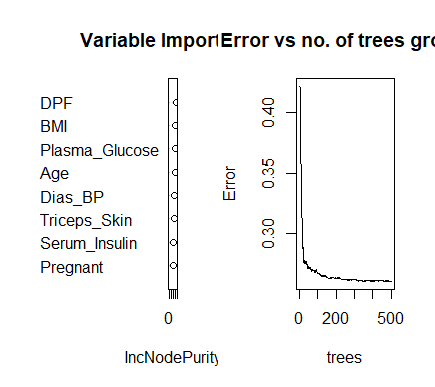 Variable Import
Error vs no. of trees gro
DPF
BMI
Plasma_Glucose
Age
Dias_BP
Triceps_Skin
Serum_Insulin
Pregnant
0
IncNodePurity
Error
0.40
0.35
0.30
0 200 500
trees